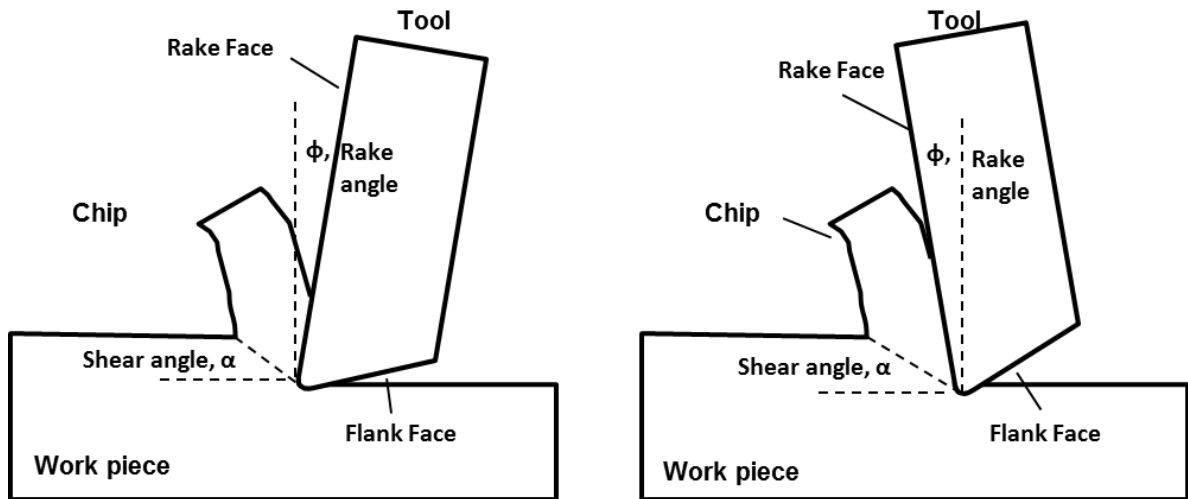 Tool
Rake Face
ϕ, Rake
angle
Chip
Shear angle, α
Flank Face
Work piece
Tool
Rake Face
ϕ,
Rake
angle
Chip
Shear angle, α
Flank Face
Work piece